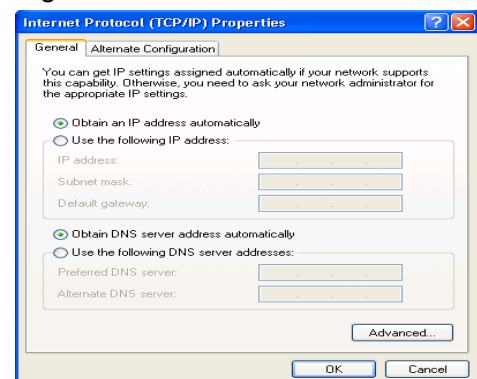 Internet Protocol (TCP/IP) Properties
General
Alternate Configuration
You can get IP settings assigned automatically if your network supports
this capability. Otherwise, you need to ask your network administrator for
the appropriate IP settings.
Obtain an IP address automatically
Use the following IP address:
IP address:
Subnet mask:
Default gateway:
Obtain DNS server address automatically
Use the following DNS server addresses:
Preferred DNS server:
Alternate DNS server:
Advanced...
OK
Cancel